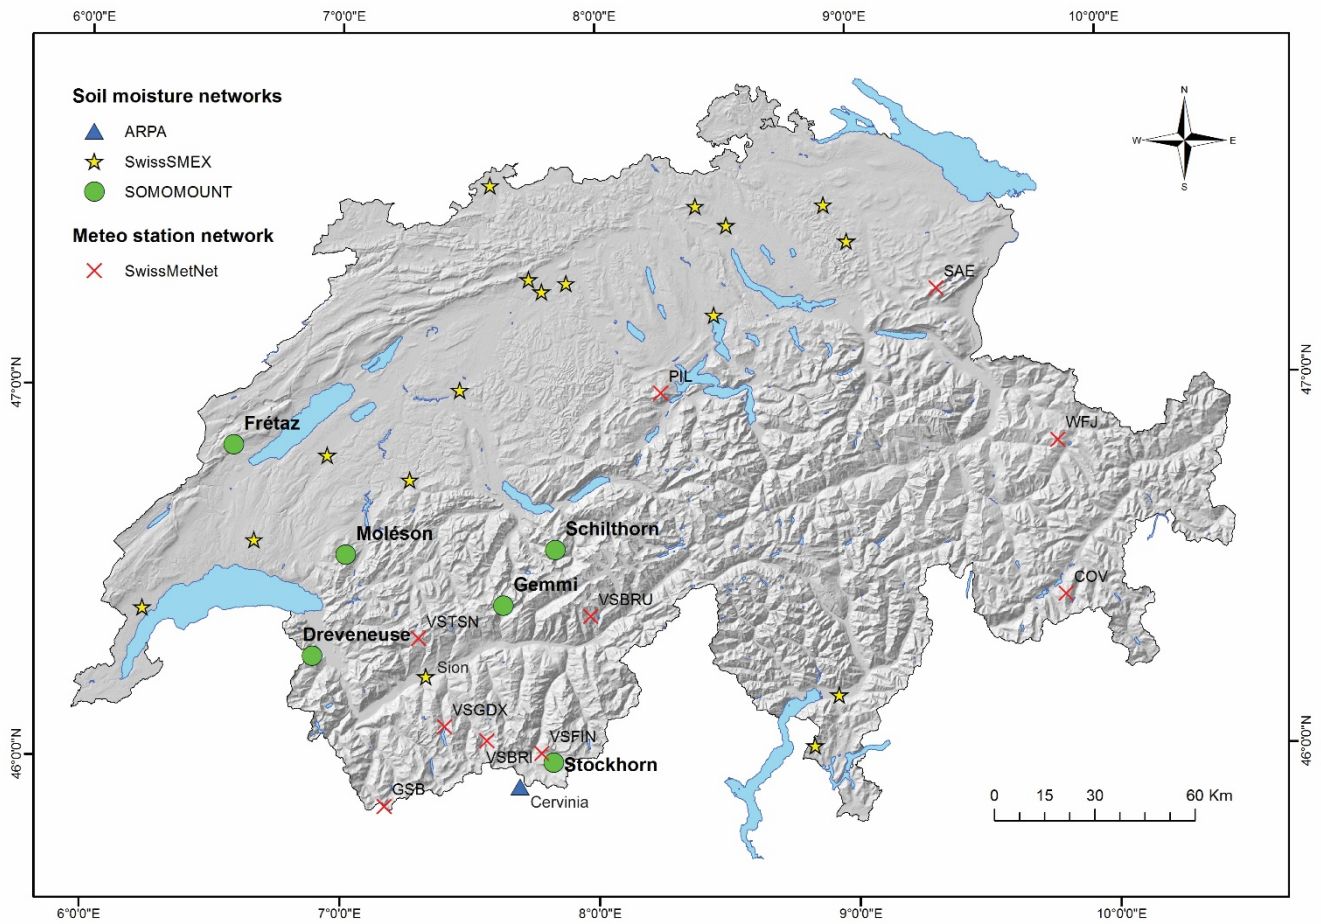 6°0'0"E 7°0'0"E 8°0'0"E 9°0'0"E 10°0'0"E
Soil moisture networks
ARPA
SwissSMEX
SOMOMOUNT
Meteo station network
SwissMetNet
N
W E
S
SAE
47°0'0"N 47°0'0"N
PIL
Frétaz
WFJ
Moléson
Schilthorn
Gemmi
COV
VSBRU
VSTSN
Dreveneuse
Sion
VSGDX
VSFIN
46°0'0"N 46°0'0"N
VSBRI
Stockhorn
GSB
Cervinia
0 15 30 60 Km
6°0'0"E 7°0'0"E 8°0'0"E 9°0'0"E 10°0'0"E